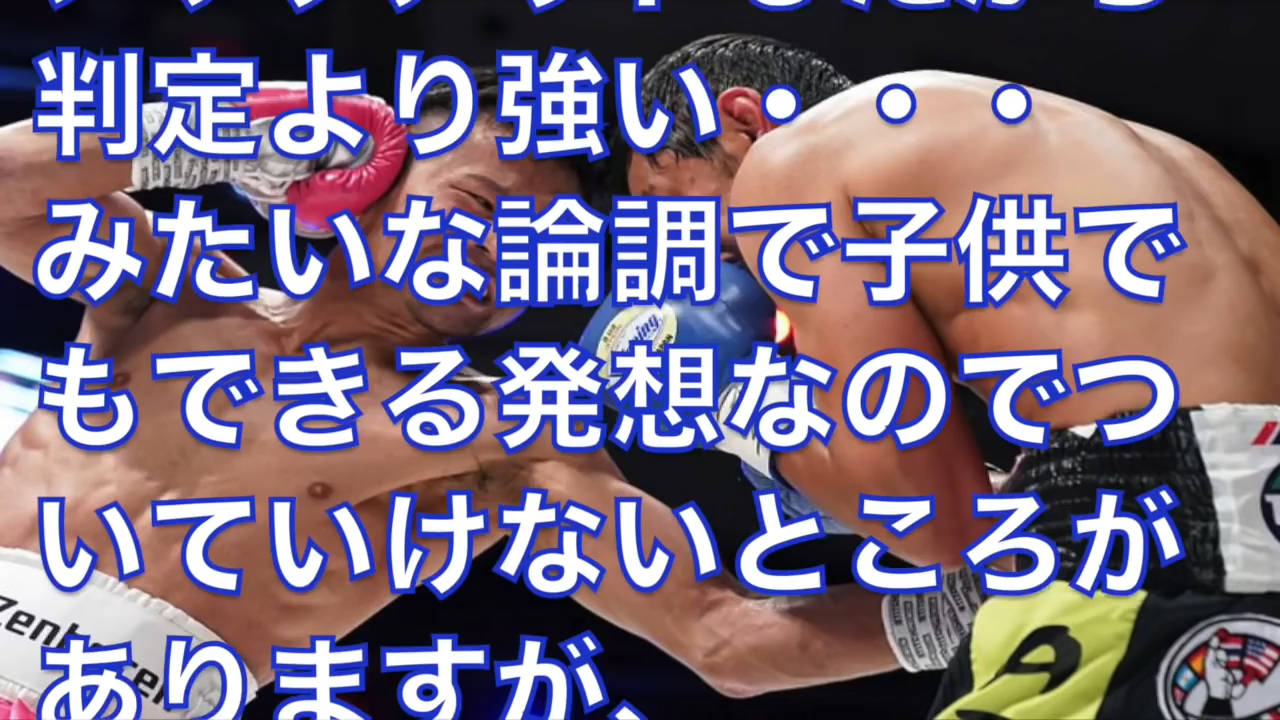 判定より強い・・・
みたいな論調で子供で
もできる発想なのでつ
いていけないところが
ありますが、